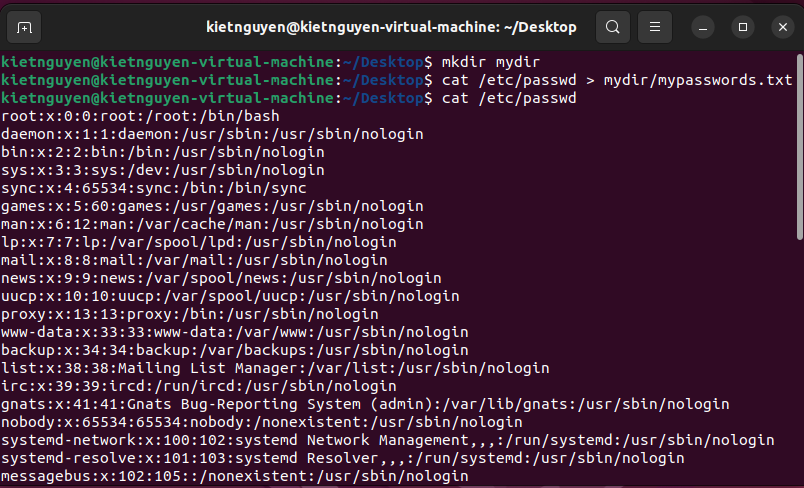 kietnguyen@kietnguyen-virtual-machine: ~/Desktop
kietnguyen@kietnguyen-virtual-machine:~/Desktop$ mkdir mydir
kietnguyen@kietnguyen-virtual-machine:~/Desktop$ cat /etc/passwd > mydir/mypasswords.txt
kietnguyen@kietnguyen-virtual-machine:~/Desktop$ cat /etc/passwd
root:x:0:0:root:/root:/bin/bash
daemon:x:1:1:daemon:/usr/sbin:/usr/sbin/nologin
bin:x:2:2:bin:/bin:/usr/sbin/nologin
sys:x:3:3:sys:/dev:/usr/sbin/nologin
sync:x:4:65534:sync:/bin:/bin/sync
games:x:5:60:games:/usr/games:/usr/sbin/nologin
man:x:6:12:man:/var/cache/man:/usr/sbin/nologin
lp:x:7:7:lp:/var/spool/lpd:/usr/sbin/nologin
mail:x:8:8:mail:/var/mail:/usr/sbin/nologin
news:x:9:9:news:/var/spool/news:/usr/sbin/nologin
uucp:x:10:10:uucp:/var/spool/uucp:/usr/sbin/nologin
proxy:x:13:13:proxy:/bin:/usr/sbin/nologin
www-data:x:33:33:www-data:/var/www:/usr/sbin/nologin
backup:x:34:34:backup:/var/backups:/usr/sbin/nologin
list:x:38:38:Mailing List Manager:/var/list:/usr/sbin/nologin
irc:x:39:39:ircd:/run/ircd:/usr/sbin/nologin
gnats:x:41:41:Gnats Bug-Reporting System (admin):/var/lib/gnats:/usr/sbin/nologin
nobody:x:65534:65534:nobody:/nonexistent:/usr/sbin/nologin
systemd-network:x:100:102:systemd Network Management,,,:/run/systemd:/usr/sbin/nologin
systemd-resolve:x:101:103:systemd Resolver,,,:/run/systemd:/usr/sbin/nologin
messagebus:x:102:105::/nonexistent:/usr/sbin/nologin